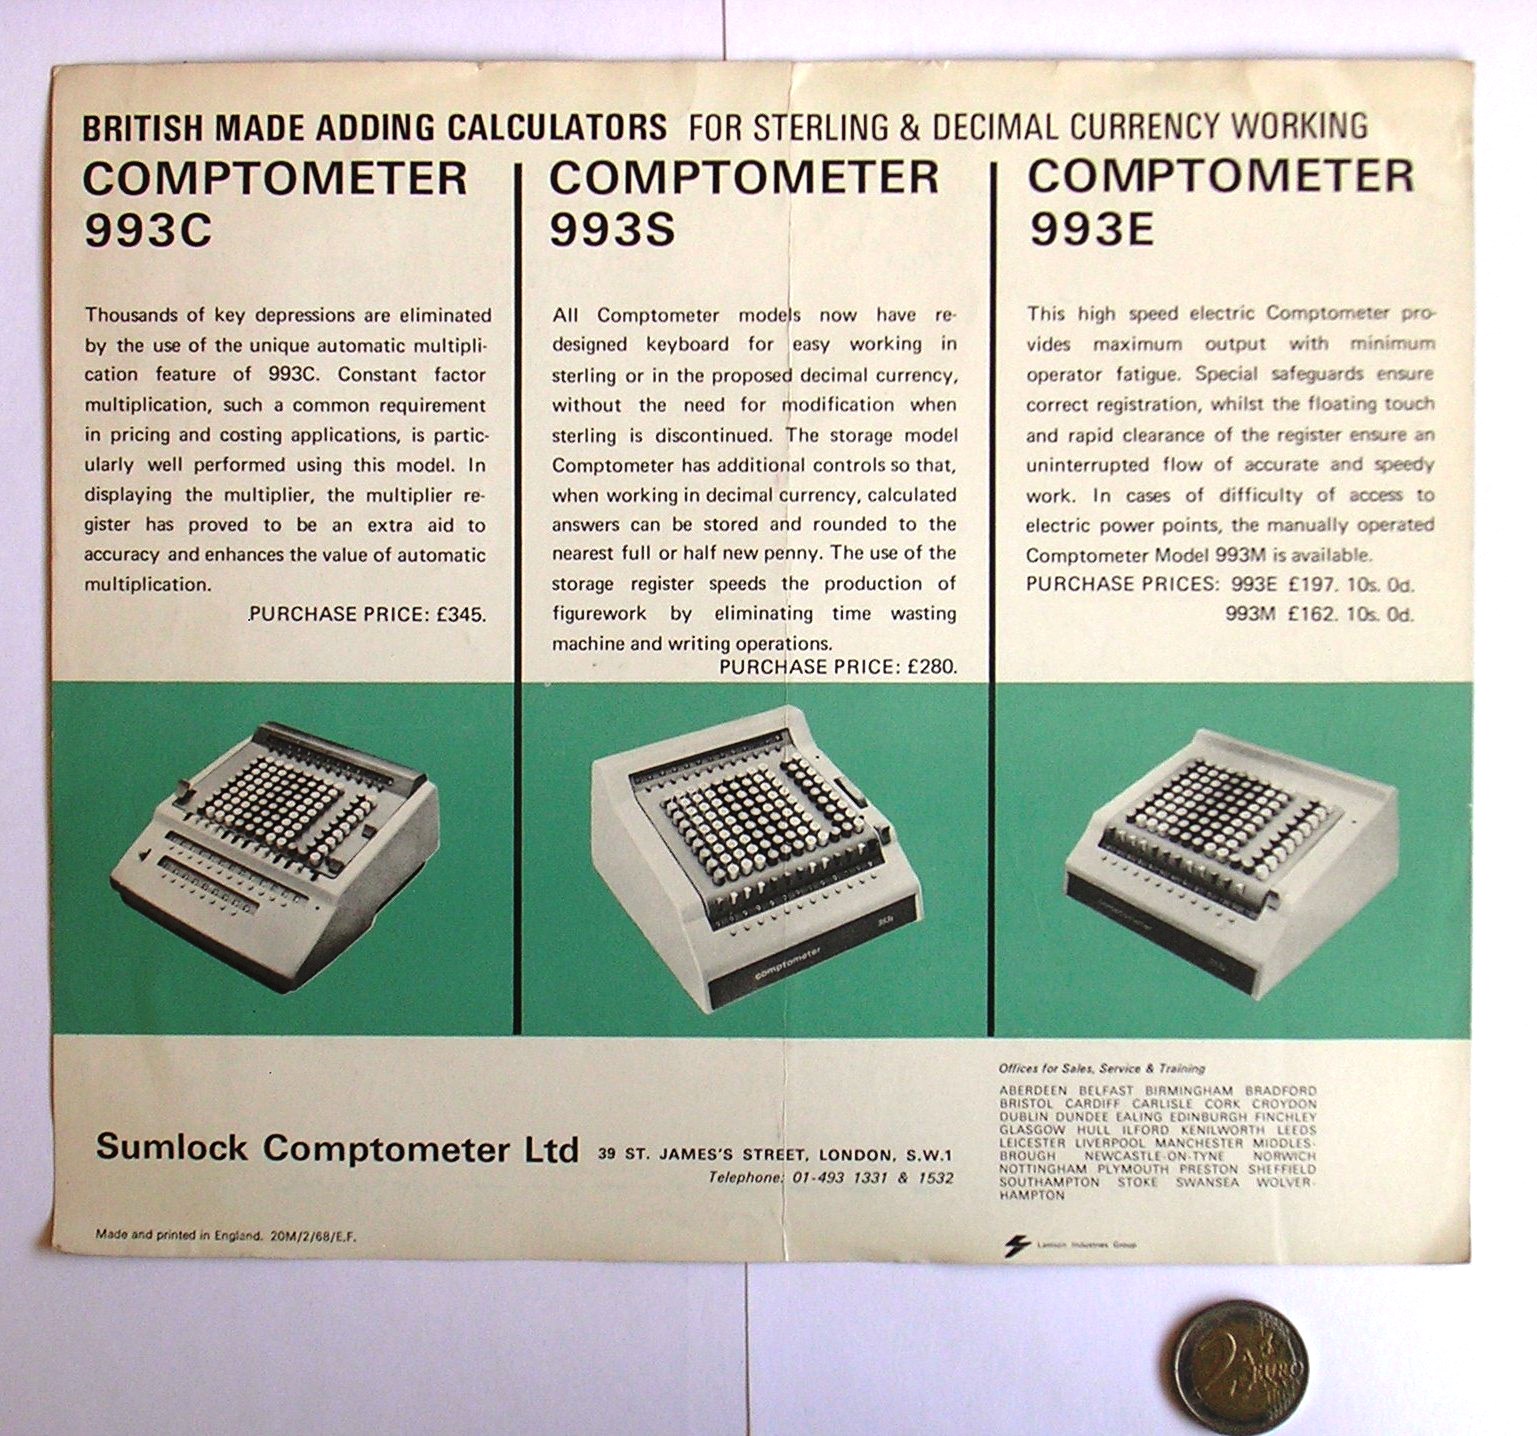 BRITISH MADE ADDING CALCULATORS FOR STERLING & DECIMAL CURRENCY WORKING
COMPTOMETER
993C
Thousands of key depressions are eliminated
by the use of the unique automatic multipli-
cation feature of 993C. Constant factor
multiplication, such a common requirement
in pricing and costing applications, is partic-
ularly well performed using this model. In
displaying the multiplier, the multiplier re-
gister has proved to be an extra aid to
accuracy and enhances the value of automatic
multiplication.
PURCHASE PRICE: £345.
COMPTOMETER
993S
All Comptometer models now have re-
designed keyboard for easy working in
sterling or in the proposed decimal currency,
without the need for modification when
sterling is discontinued. The storage model
Comptometer has additional controls so that,
when working in decimal currency, calculated
answers can be stored and rounded to the
nearest full or half new penny. The use of the
storage register speeds the production of
figurework by eliminating time wasting
machine and writing operations.
PURCHASE PRICE: £280.
COMPTOMETER
993E
This high speed electric Comptometer pro-
vides maximum output with minimum
operator fatigue. Special safeguards ensure
correct registration, whilst the floating touch
and rapid clearance of the register ensure an
uninterrupted flow of accurate and speedy
work. In cases of difficulty of access to
electric power points, the manually operated
Comptometer Model 993M is available.
PURCHASE PRICES: 993E £197. 10s. 0d.
993M £162. 10s. 0d.
comptometer
Sumlock Comptometer Ltd 39 ST. JAMES'S STREET, LONDON, S.W.1
Telephone: 01-493 1331 & 1532
Made and printed in England. 20M/2/68/E.F.
Offices for Sales, Service & Training
ABERDEEN BELFAST BIRMINGHAM BRADFORD
BRISTOL CARDIFF CARLISLE CORK CROYDON
DUBLIN DUNDEE EALING EDINBURGH FINCHLEY
GLASGOW HULL ILFORD KENILWORTH LEEDS
LEICESTER LIVERPOOL MANCHESTER MIDDLES-
BROUGH NEWCASTLE-ON-TYNE NORWICH
NOTTINGHAM PLYMOUTH PRESTON SHEFFIELD
SOUTHAMPTON STOKE SWANSEA WOLVER-
HAMPTON
Lamson Industries Group
2 EURO